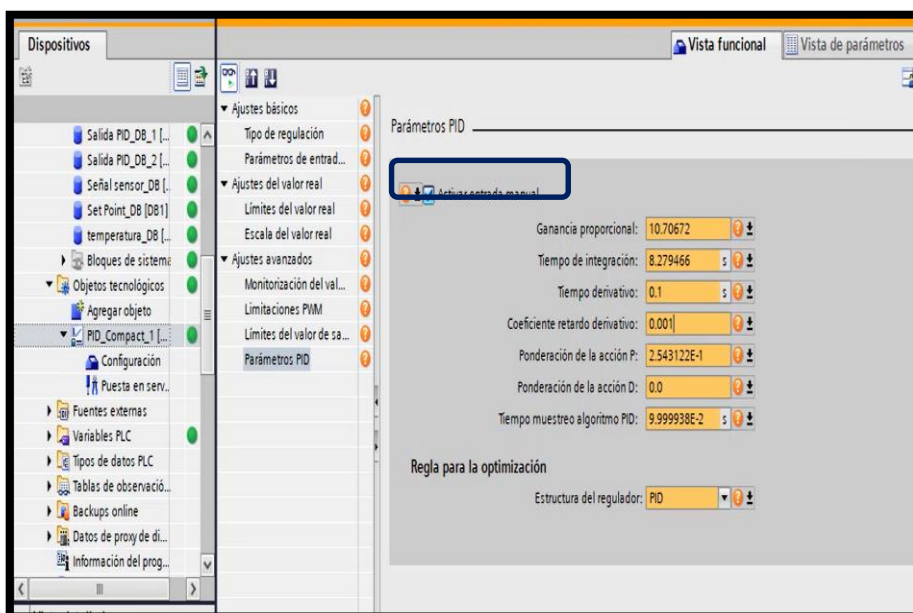 Dispositivos
Salida PID_DB_1 [...
Salida PID_DB_2 [...
Señal sensor_DB [.
Set Point_DB [DB1]
temperatura_DB [...
Bloques de sistema
Objetos tecnológicos
Agregar objeto
PID_Compact_1 [...
Configuración
Puesta en serv..
Fuentes externas
Variables PLC
Tipos de datos PLC
Tablas de observació...
Backups online
Datos de proxy de di...
Información del prog...
Ajustes básicos
Tipo de regulación
Parámetros de entrad...
Ajustes del valor real
Límites del valor real
Escala del valor real
Ajustes avanzados
Monitorización del val...
Limitaciones PWM
Límites del valor de sa...
Parámetros PID
Vista funcional
Vista de parámetros
Parámetros PID
Activar entrada manual
Ganancia proporcional: 10.70672
Tiempo de integración: 8.279466 s
Tiempo derivativo: 0.1 s
Coeficiente retardo derivativo: 0.001
Ponderación de la acción P: 2.543122E-1
Ponderación de la acción D: 0.0
Tiempo muestreo algoritmo PID: 9.999938E-2 s
Regla para la optimización
Estructura del regulador: PID